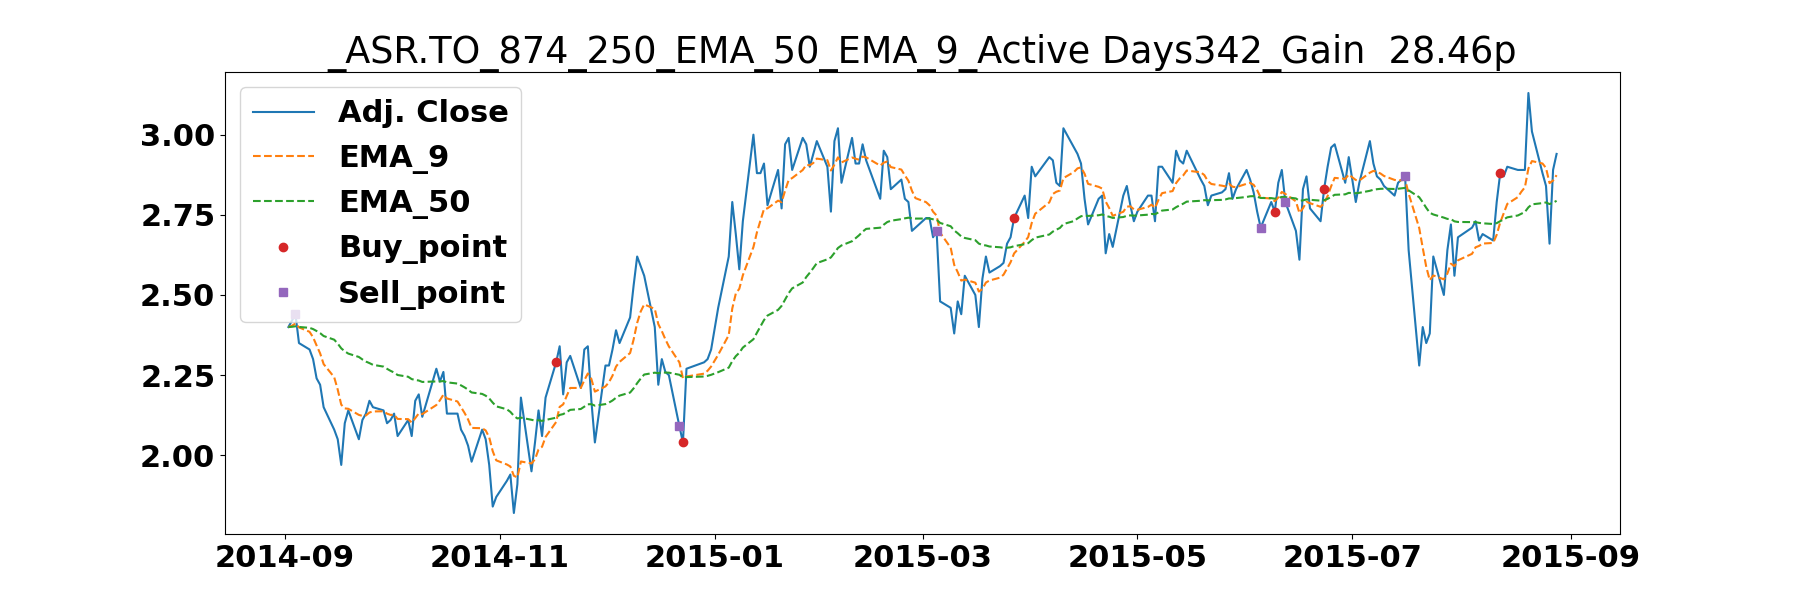 _ASR.TO_874_250_EMA_50_EMA_9_Active Days342_Gain  28.46p
Adj. Close
EMA_9
EMA_50
Buy_point
Sell_point
3.00
2.75
2.50
2.25
2.00
2014-09
2014-11
2015-01
2015-03
2015-05
2015-07
2015-09